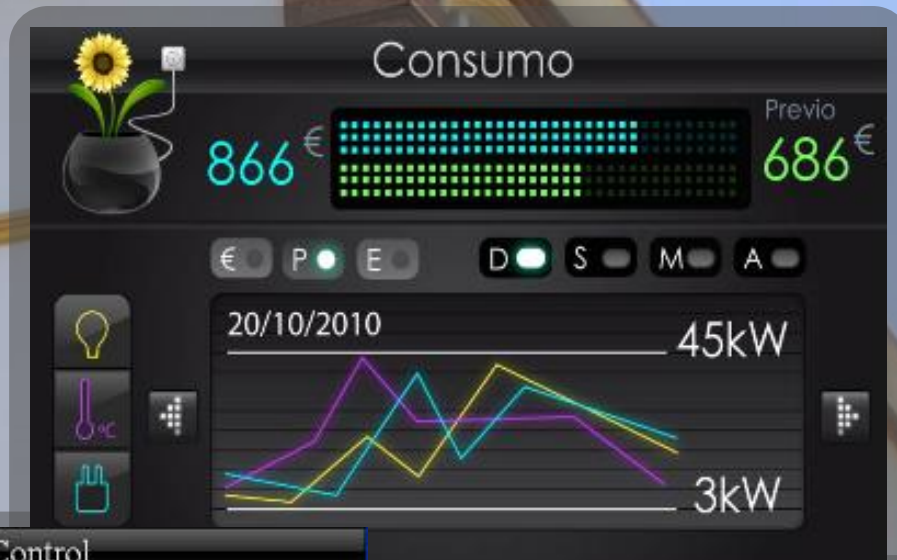 Consumo
866 €
Previo
686 €
€ P E D S M A
20/10/2010
45kW
°C
3kW
Control